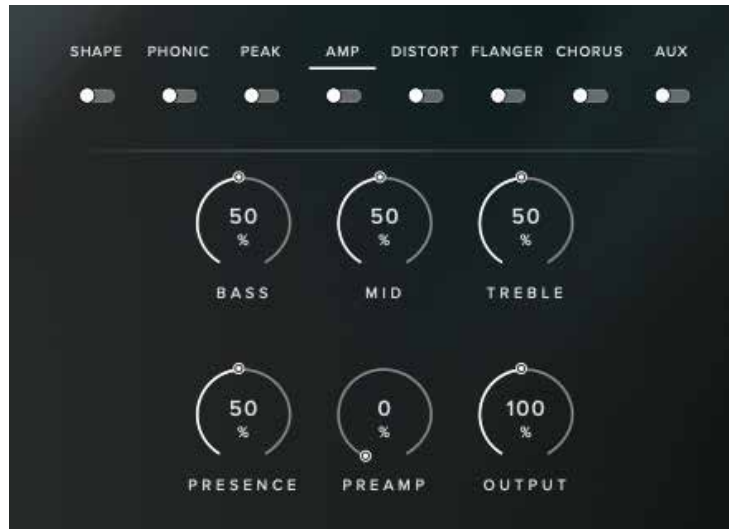 SHAPE PHONIC PEAK AMP DISTORT FLANGER CHORUS AUX
50 50 50
% % %
BASS MID TREBLE
50 0 100
% % %
PRESENCE PREAMP OUTPUT